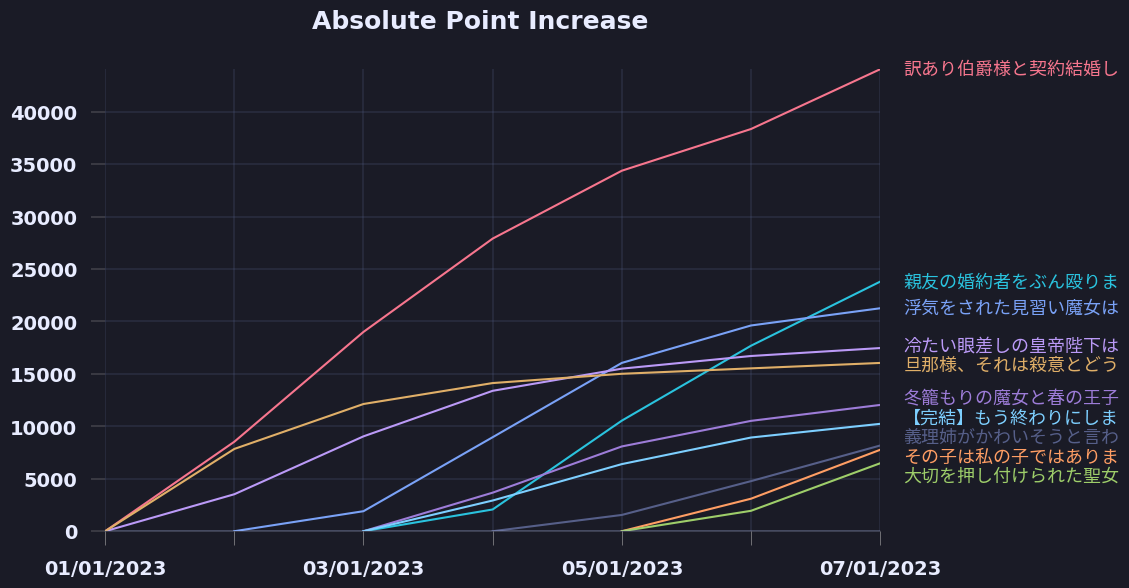 Absolute Point Increase
40000
35000
30000
25000
20000
15000
10000
5000
0
01/01/2023
03/01/2023
05/01/2023
07/01/2023
訳あり伯爵様と契約結婚し
親友の婚約者をぶん殴りま
浮気をされた見習い魔女は
冷たい眼差しの皇帝陛下は
旦那様、それは殺意とどう
冬籠もりの魔女と春の王子
【完結】もう終わりにしま
義理姉がかわいそうと言わ
その子は私の子ではありま
大切を押し付けられた聖女